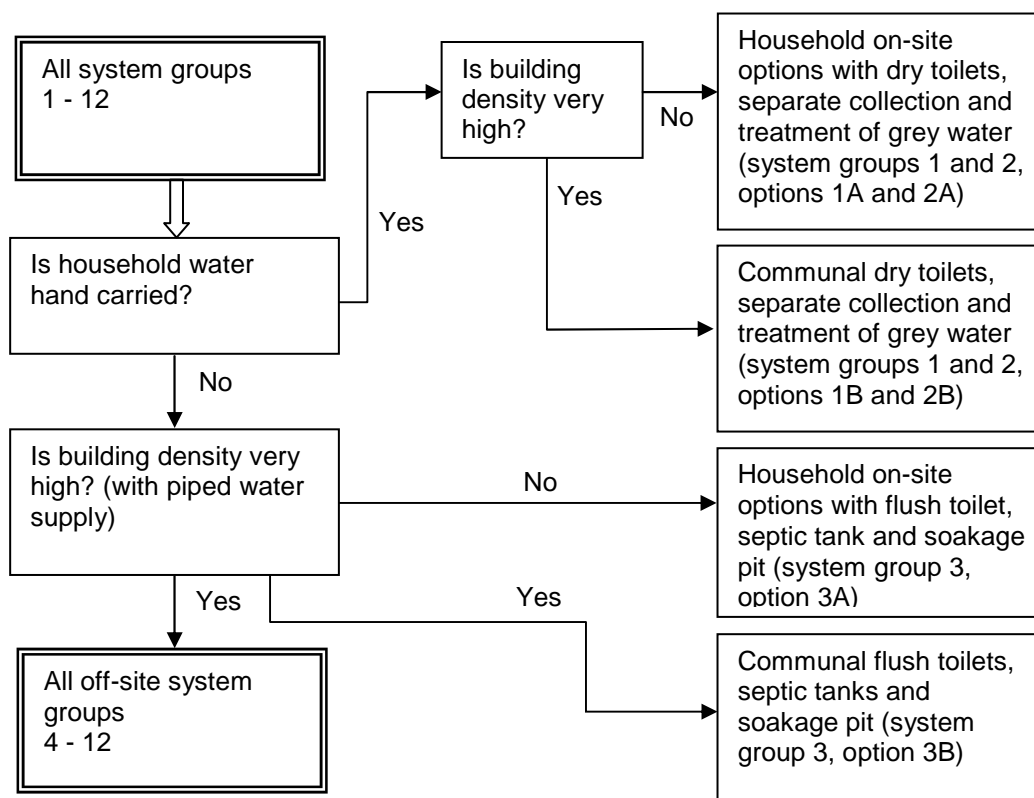 All system groups
1 - 12
Is building
density very
high?
No
Household on-site
options with dry toilets,
separate collection and
treatment of grey water
(system groups 1 and 2,
options 1A and 2A)
Yes
Yes
Is household water
hand carried?
Communal dry toilets,
separate collection and
treatment of grey water
(system groups 1 and 2,
options 1B and 2B)
No
Is building density very
high? (with piped water
supply)
No
Household on-site
options with flush toilet,
septic tank and soakage
pit (system group 3,
option 3A)
Yes
Yes
All off-site system
groups
4 - 12
Communal flush toilets,
septic tanks and
soakage pit (system
group 3, option 3B)